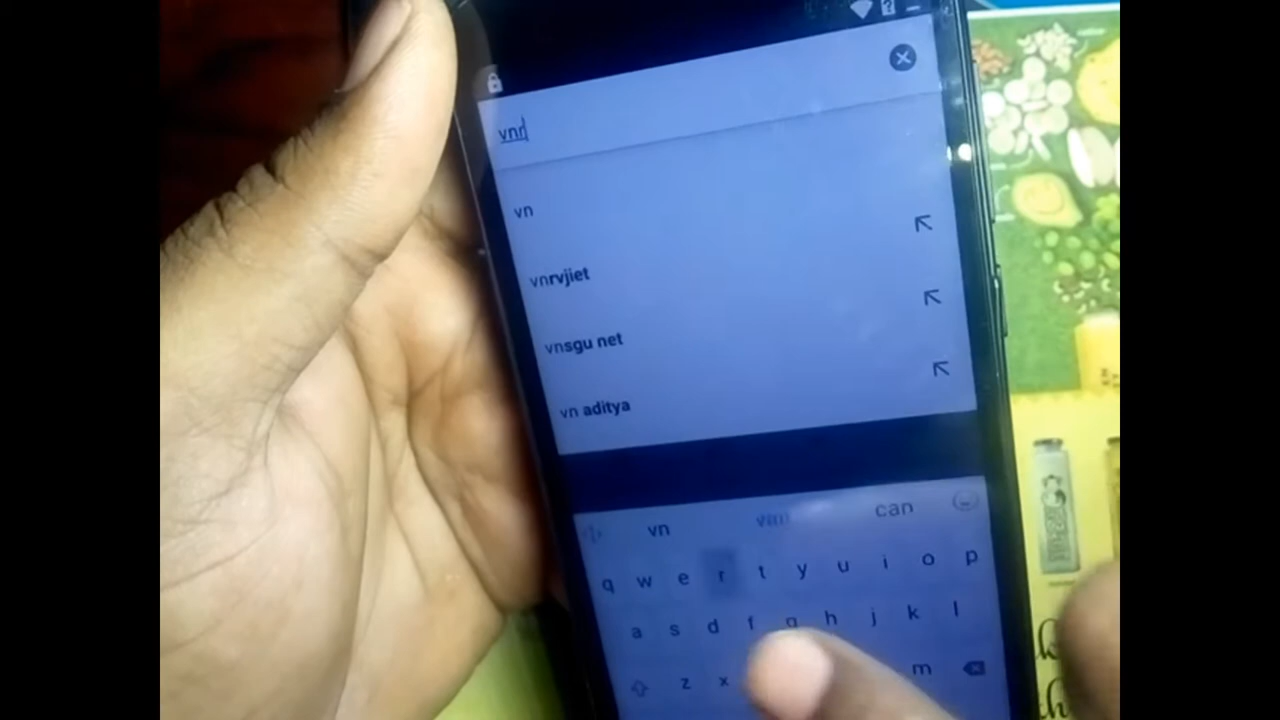 vnr
vn
vnrvjiet
vnsgu net
vn aditya
vn can
q w e r t y u i o p
a s d f g h j k l
z x m